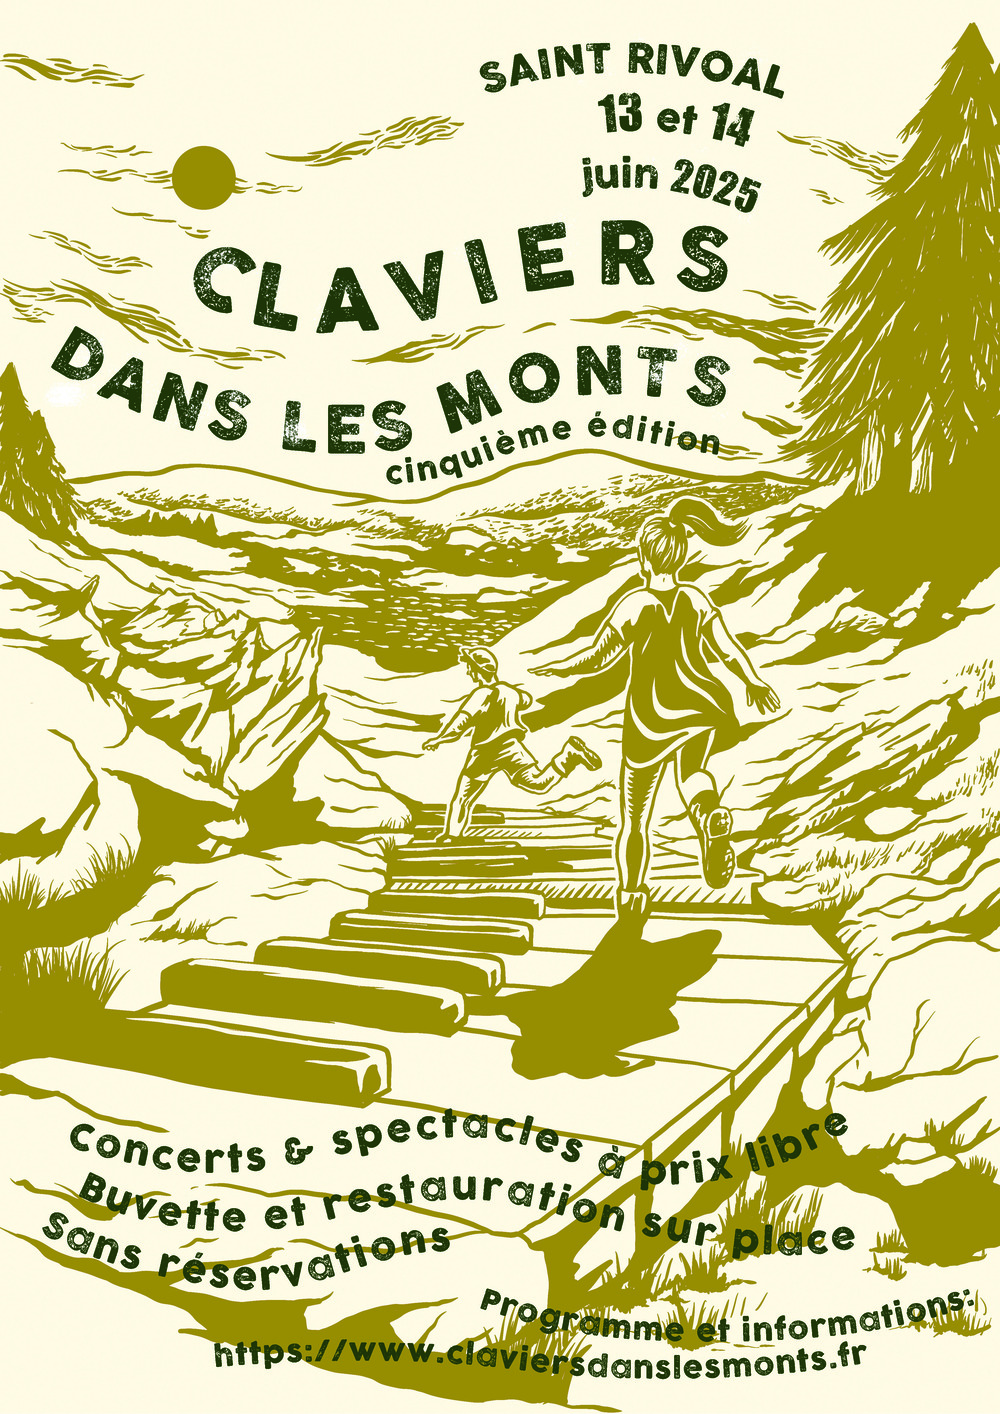 SAINT RIVOAL
13 et 14
juin 2025
CLAVIERS
DANS LES MONTS
cinquième édition
Concerts & spectacles à prix libre
Buvette et restauration sur place
Sans réservations
Programme et informations:
https://www.claviersdanslesmonts.fr